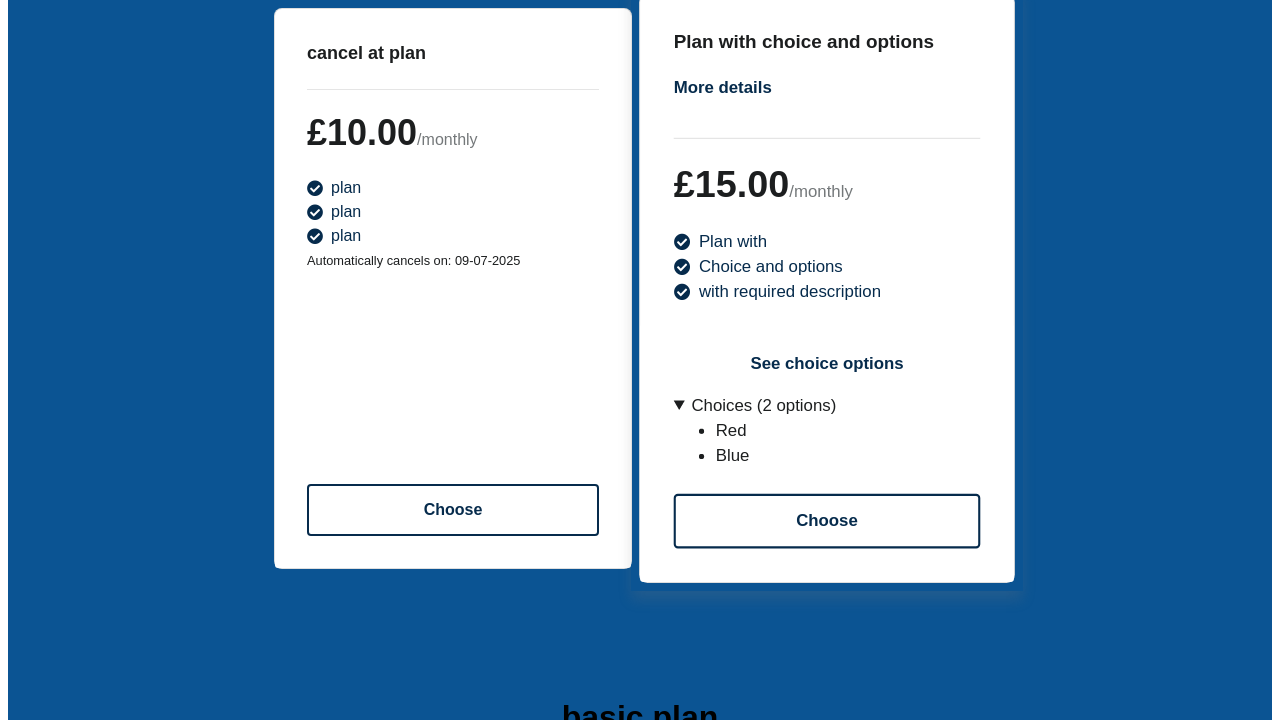 cancel at plan
£10.00/monthly
plan
plan
plan
Automatically cancels on: 09-07-2025
Choose
Plan with choice and options
More details
£15.00/monthly
Plan with
Choice and options
with required description
See choice options
Choices (2 options)
Red
Blue
Choose
basic plan